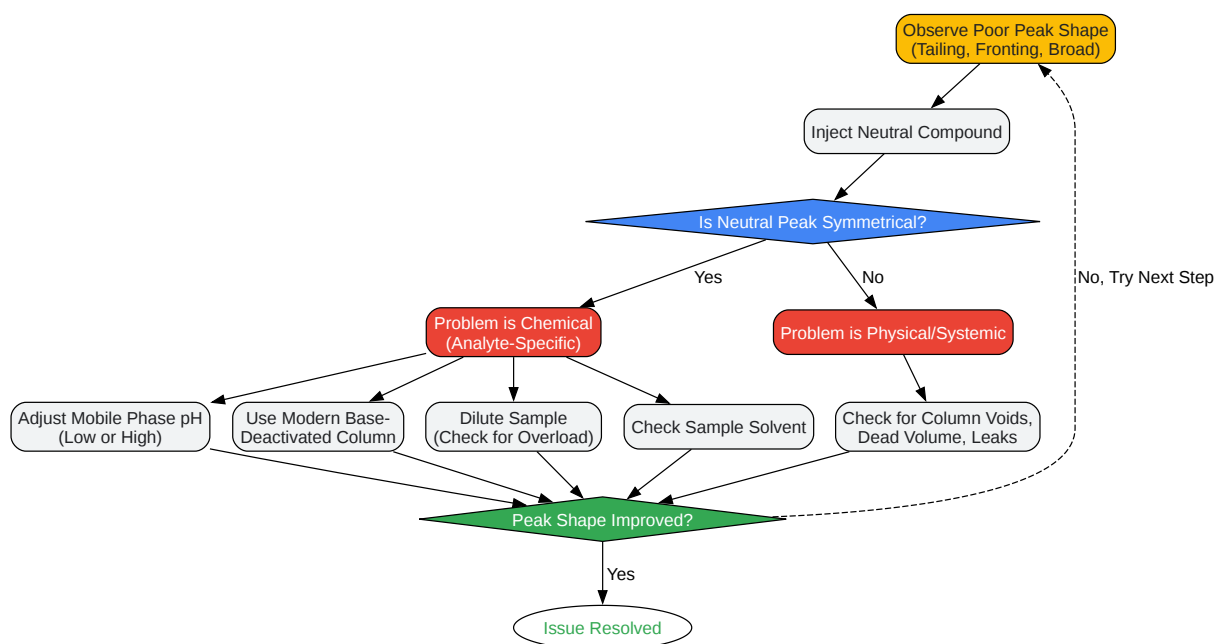 Observe Poor Peak Shape
(Tailing, Fronting, Broad)
Inject Neutral Compound
Is Neutral Peak Symmetrical?
Yes
No
No, Try Next Step
Problem is Chemical
(Analyte-Specific)
Problem is Physical/Systemic
Adjust Mobile Phase pH
(Low or High)
Use Modern Base-
Deactivated Column
Dilute Sample
(Check for Overload)
Check Sample Solvent
Check for Column Voids,
Dead Volume, Leaks
Peak Shape Improved?
Yes
Issue Resolved